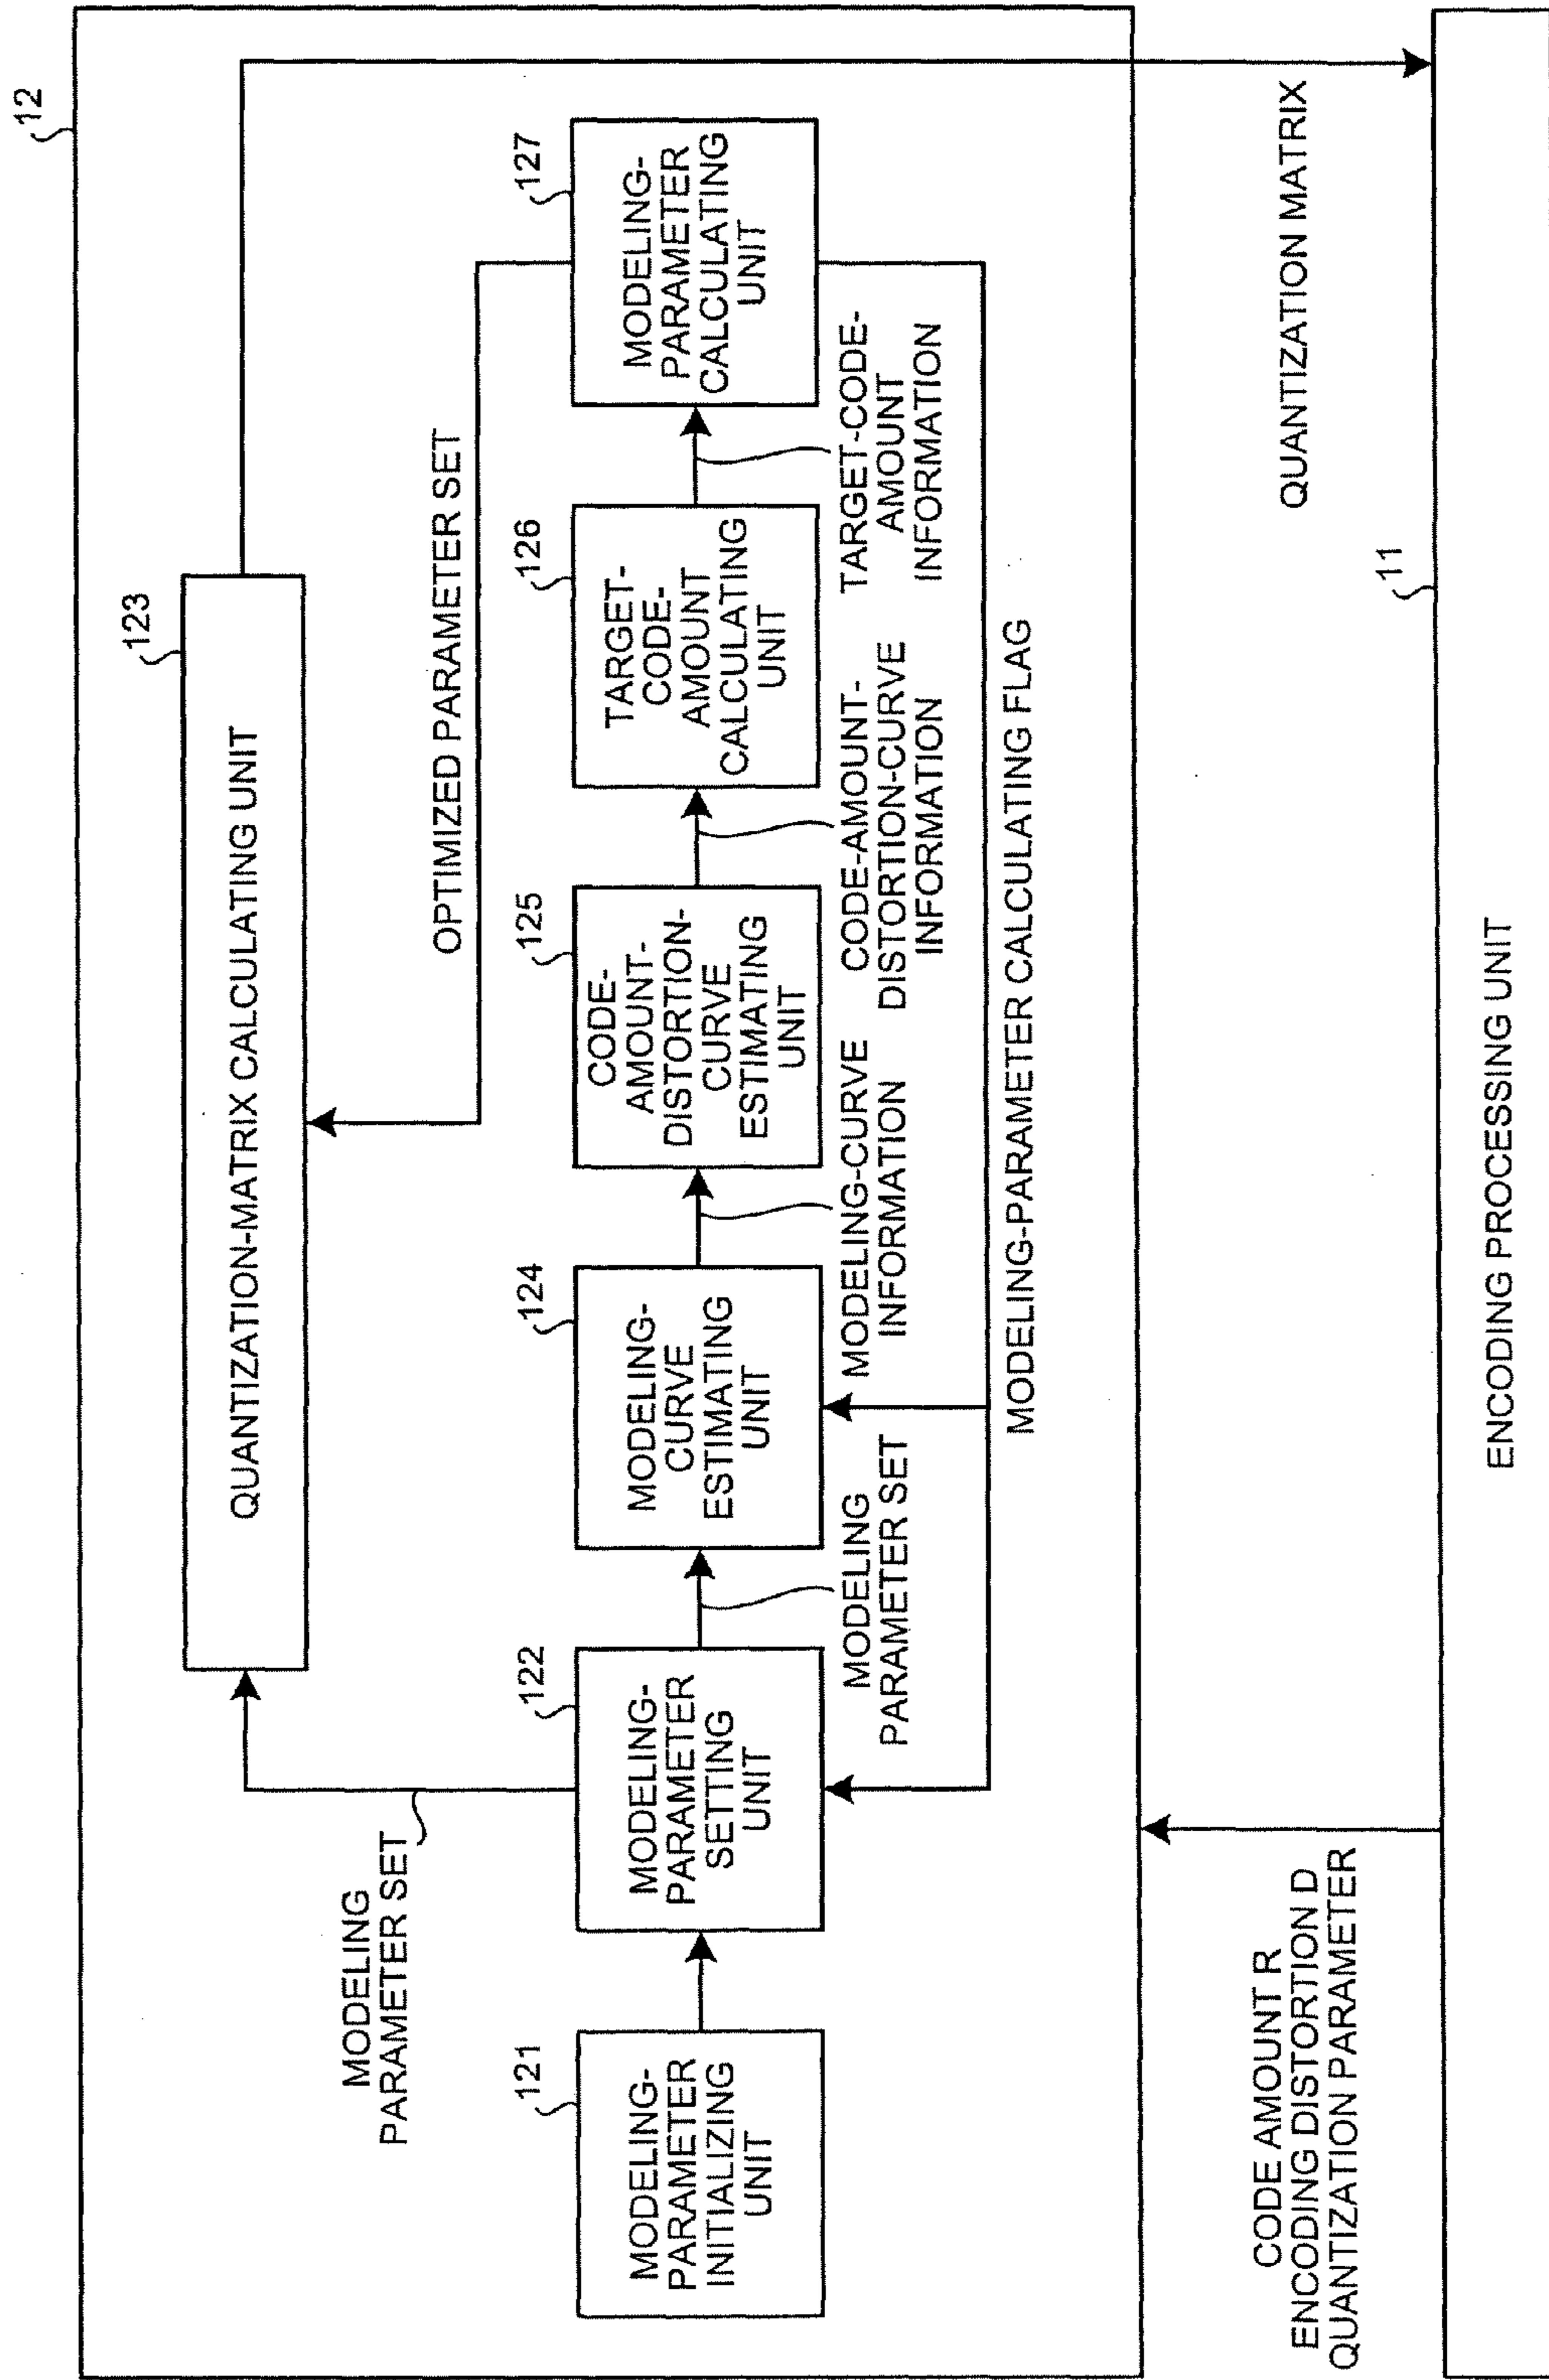 12
123
QUANTIZATION-MATRIX CALCULATING UNIT
MODELING
PARAMETER SET
OPTIMIZED PARAMETER SET
121
MODELING-
PARAMETER
INITIALIZING
UNIT
122
MODELING-
PARAMETER
SETTING
UNIT
124
MODELING-
CURVE
ESTIMATING
UNIT
125
CODE-
AMOUNT-
DISTORTION-
CURVE
ESTIMATING
UNIT
126
TARGET-
CODE-
AMOUNT
CALCULATING
UNIT
127
MODELING-
PARAMETER
CALCULATING
UNIT
MODELING
PARAMETER SET
MODELING-CURVE
INFORMATION
CODE-AMOUNT-
DISTORTION-CURVE
INFORMATION
TARGET-CODE-
AMOUNT
INFORMATION
MODELING-PARAMETER CALCULATING FLAG
CODE AMOUNT R
ENCODING DISTORTION D
QUANTIZATION PARAMETER
QUANTIZATION MATRIX
11
ENCODING PROCESSING UNIT